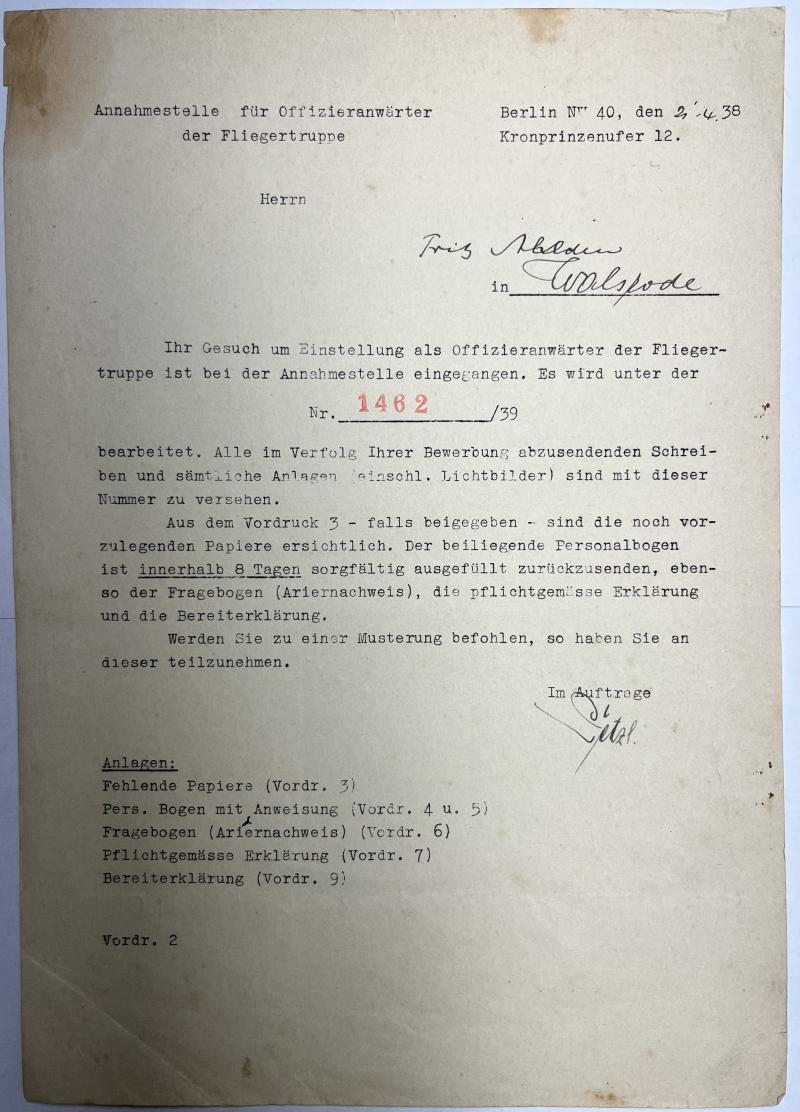 Annahmestelle für Offizieranwärter
der Fliegertruppe
Berlin NW 40, den 4.38
Kronprinzenufer 12.
Herrn
Fritz
in Walsrode
Ihr Gesuch um Einstellung als Offizieranwärter der Flieger-
truppe ist bei der Annahmestelle eingegangen. Es wird unter der
Nr. 1462 /39
bearbeitet. Alle im Verfolg Ihrer Bewerbung abzusendenden Schrei-
ben und sämtliche Anlagen (einschl. Lichtbilder) sind mit dieser
Nummer zu versehen.
Aus dem Vordruck 3 - falls beigegeben - sind die noch vor-
zulegenden Papiere ersichtlich. Der beiliegende Personalbogen
ist innerhalb 8 Tagen sorgfältig ausgefüllt zurückzusenden, eben-
so der Fragebogen (Ariernachweis), die pflichtgemässe Erklärung
und die Bereiterklärung.
Werden Sie zu einer Musterung befohlen, so haben Sie an
dieser teilzunehmen.
Im Auftrage
Anlagen:
Fehlende Papiere (Vordr. 3)
Pers. Bogen mit Anweisung (Vordr. 4 u. 5)
Fragebogen (Ariernachweis) (Vordr. 6)
Pflichtgemässe Erklärung (Vordr. 7)
Bereiterklärung (Vordr. 9)
Vordr. 2